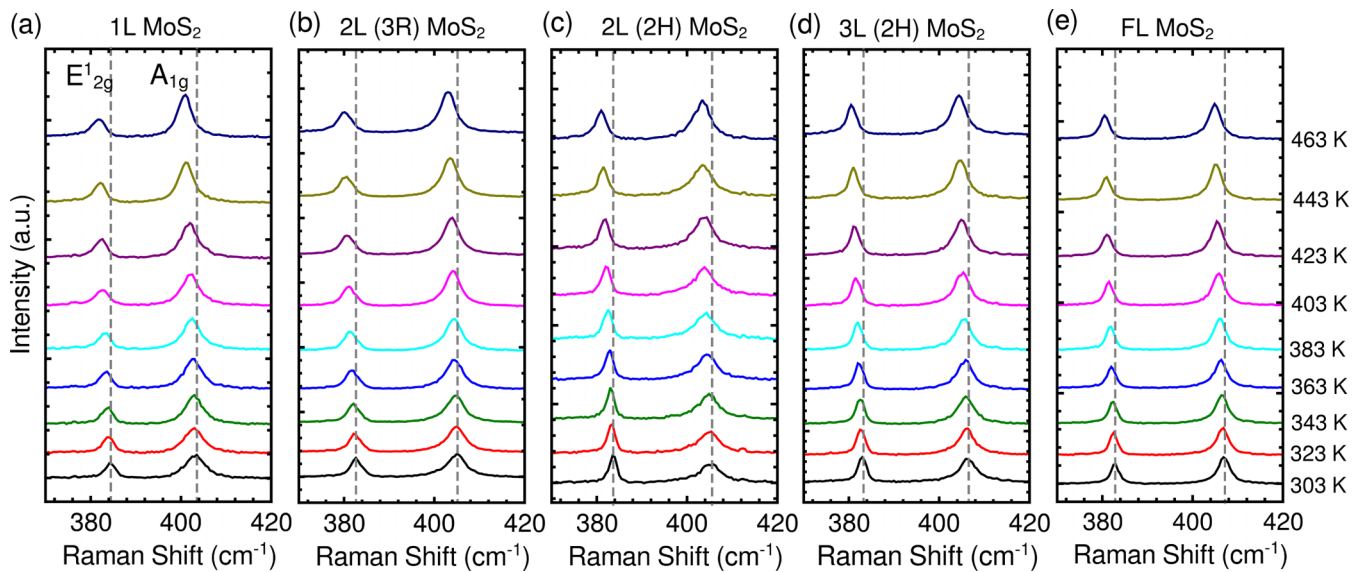 (a) 1L MoS₂
(b) 2L (3R) MoS₂
(c) 2L (2H) MoS₂
(d) 3L (2H) MoS₂
(e) FL MoS₂
E¹₂g A₁g
Intensity (a.u.)
463 K
443 K
423 K
403 K
383 K
363 K
343 K
323 K
303 K
380 400 420
380 400 420
380 400 420
380 400 420
380 400 420
Raman Shift (cm⁻¹)
Raman Shift (cm⁻¹)
Raman Shift (cm⁻¹)
Raman Shift (cm⁻¹)
Raman Shift (cm⁻¹)